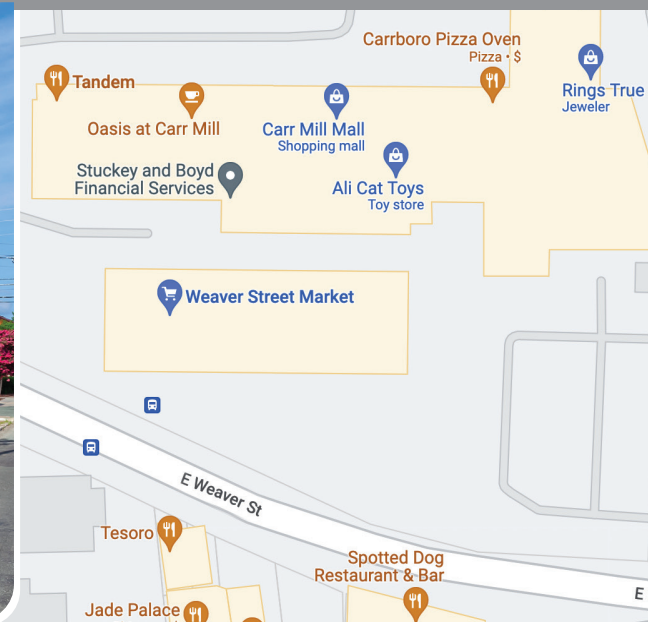 Carrboro Pizza Oven
Pizza • $
Tandem
Rings True
Jeweler
Oasis at Carr Mill
Carr Mill Mall
Shopping mall
Stuckey and Boyd
Financial Services
Ali Cat Toys
Toy store
Weaver Street Market
E Weaver St
Tesoro
Spotted Dog
Restaurant & Bar
E
Jade Palace